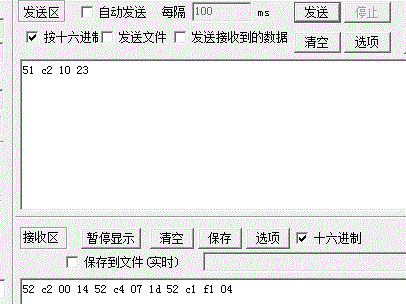 发送区 自动发送 每隔 100 ms 发送 停止
按十六进制 发送文件 发送接收到的数据 清空 选项
51 c2 10 23
接收区 暂停显示 清空 保存 选项 十六进制
保存到文件(实时)
52 c2 00 14 52 c4 07 1d 52 c1 f1 04